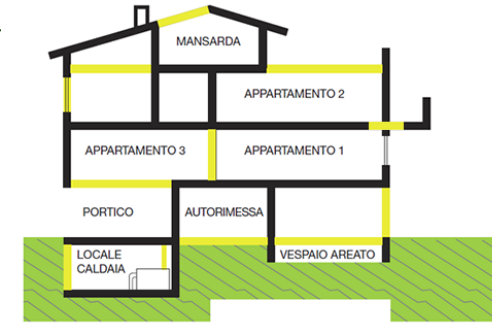 MANSARDA
APPARTAMENTO 2
APPARTAMENTO 3
APPARTAMENTO 1
PORTICO
AUTORIMESSA
LOCALE
CALDAIA
VESPAIO AREATO